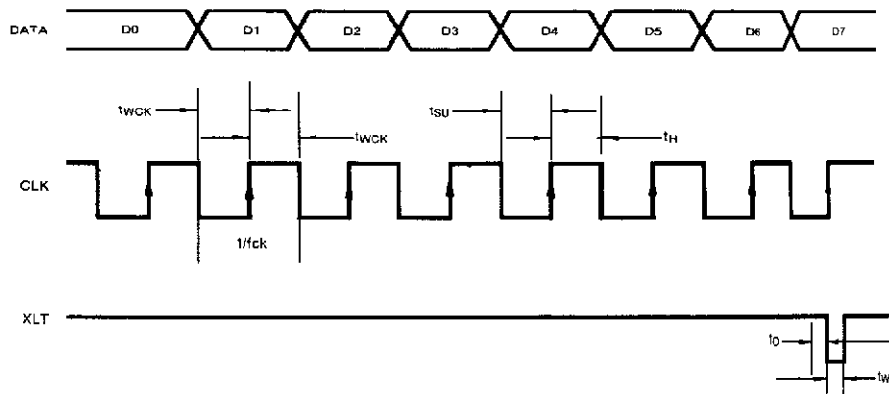 DATA D0 D1 D2 D3 D4 D5 D6 D7
tWCK tWCK tSU tH
CLK
1/fck
XLT
tD
tW